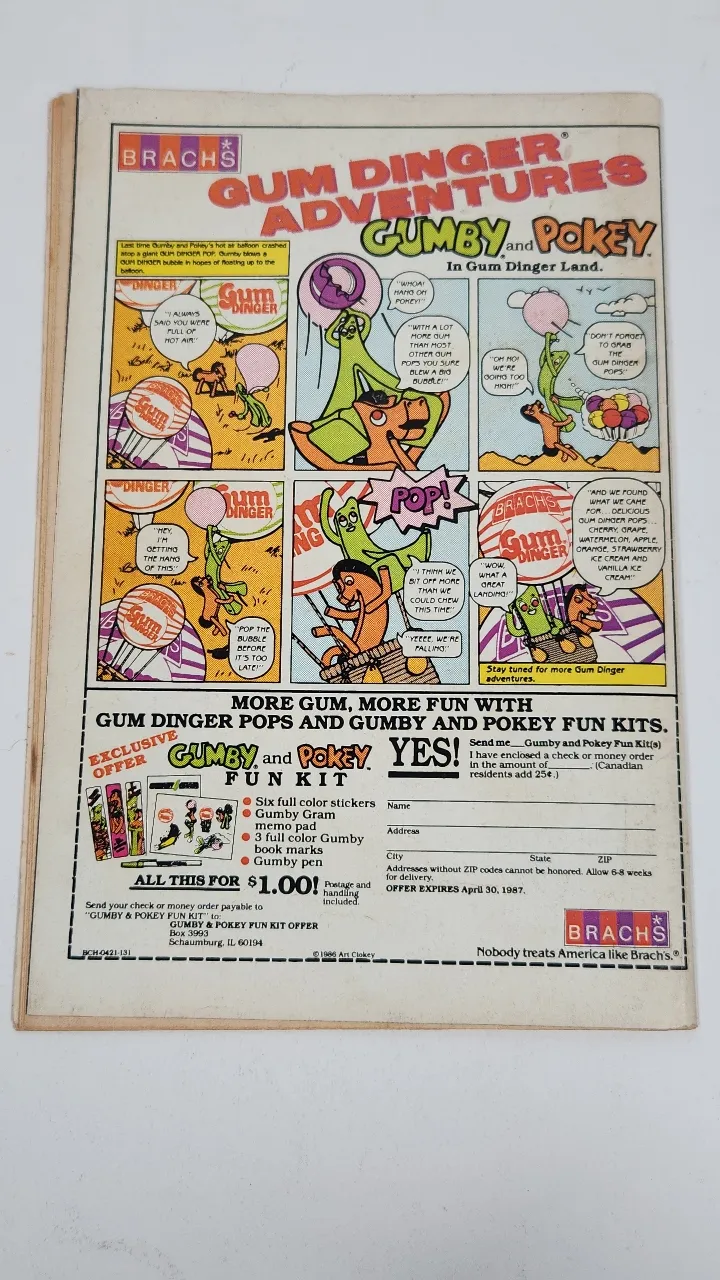 BRACH'S*
GUM DINGER®
ADVENTURES
GUMBY® and POKEY™
In Gum Dinger Land.
Last time Gumby and Pokey's hot air balloon crashed
atop a giant GUM DINGER POP. Gumby blows a
GUM DINGER bubble in hopes of floating up to the
balloon.
DINGER
Gum
DINGER
"I ALWAYS
SAID YOU WERE
FULL OF
HOT AIR."
Gum
"WHOA!
HANG ON
POKEY!"
"WITH A LOT
MORE GUM
THAN MOST
OTHER GUM
POPS YOU SURE
BLEW A BIG
BUBBLE!"
"OH NO!
WE'RE
GOING TOO
HIGH!"
"DON'T FORGET
TO GRAB
THE
GUM DINGER
POPS."
DINGER
Gum
DINGER
"HEY,
I'M
GETTING
THE HANG
OF THIS."
"POP THE
BUBBLE
BEFORE
IT'S TOO
LATE!"
POP!
"I THINK WE
BIT OFF MORE
THAN WE
COULD CHEW
THIS TIME."
"YEEEE, WE'RE
FALLING."
BRACH'S
Gum
DINGER
"WOW,
WHAT A
GREAT
LANDING!"
"AND WE FOUND
WHAT WE CAME
FOR... DELICIOUS
GUM DINGER POPS...
CHERRY, GRAPE,
WATERMELON, APPLE,
ORANGE, STRAWBERRY
ICE CREAM AND
VANILLA ICE
CREAM!"
Stay tuned for more Gum Dinger
adventures.
MORE GUM, MORE FUN WITH
GUM DINGER POPS AND GUMBY AND POKEY FUN KITS.
EXCLUSIVE
OFFER
GUMBY® and POKEY™
FUN KIT
Six full color stickers
Gumby Gram
memo pad
3 full color Gumby
book marks
Gumby pen
ALL THIS FOR $1.00! Postage and
handling
included.
Send your check or money order payable to
"GUMBY & POKEY FUN KIT" to:
GUMBY & POKEY FUN KIT OFFER
Box 3993
Schaumburg, IL 60194
BCH-0421-131
©1986 Art Clokey
YES!
Send me___Gumby and Pokey Fun Kit(s)
I have enclosed a check or money order
in the amount of_______. (Canadian
residents add 25¢.)
Name
Address
City State ZIP
Addresses without ZIP codes cannot be honored. Allow 6-8 weeks
for delivery.
OFFER EXPIRES April 30, 1987.
BRACH'S*
Nobody treats America like Brach's.®